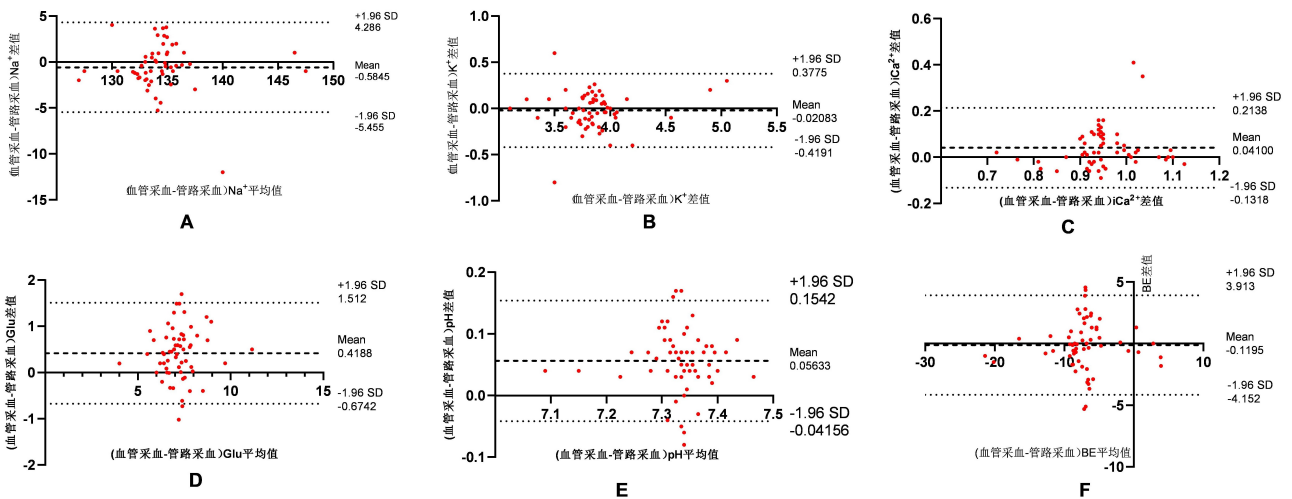 (血管采血-管路采血)Na⁺差值
5
0
-5
-10
-15
130
135
140
145
150
+1.96 SD
4.286
Mean
-0.5845
-1.96 SD
-5.455
(血管采血-管路采血)Na⁺平均值
A
(血管采血-管路采血)K⁺差值
1.0
0.5
0.0
-0.5
-1.0
3.5
4.0
4.5
5.0
5.5
+1.96 SD
0.3775
Mean
-0.02083
-1.96 SD
-0.4191
(血管采血-管路采血)K⁺差值
B
(血管采血-管路采血)iCa²⁺差值
0.6
0.4
0.2
0.0
-0.2
0.7
0.8
0.9
1.0
1.1
1.2
+1.96 SD
0.2138
Mean
0.04100
-1.96 SD
-0.1318
(血管采血-管路采血)iCa²⁺差值
C
(血管采血-管路采血)Glu差值
2
1
0
-1
-2
5
10
15
+1.96 SD
1.512
Mean
0.4188
-1.96 SD
-0.6742
(血管采血-管路采血)Glu平均值
D
(血管采血-管路采血)pH差值
0.2
0.1
0.0
-0.1
7.1
7.2
7.3
7.4
7.5
+1.96 SD
0.1542
Mean
0.05633
-1.96 SD
-0.04156
(血管采血-管路采血)pH平均值
E
BE差值
5
-5
-10
-30
-20
-10
10
+1.96 SD
3.913
Mean
-0.1195
-1.96 SD
-4.152
(血管采血-管路采血)BE平均值
F